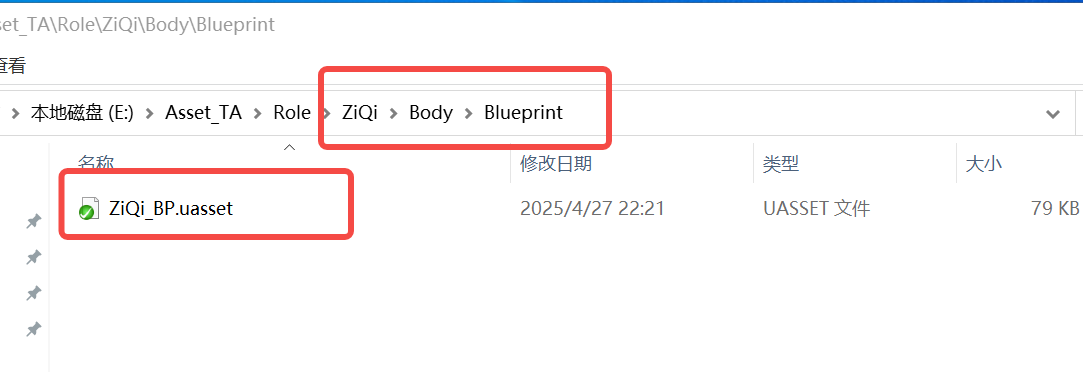 set_TA\Role\ZiQi\Body\Blueprint
查看
本地磁盘 (E:) Asset_TA Role ZiQi Body Blueprint
名称 修改日期 类型 大小
ZiQi_BP.uasset 2025/4/27 22:21 UASSET 文件 79 KB